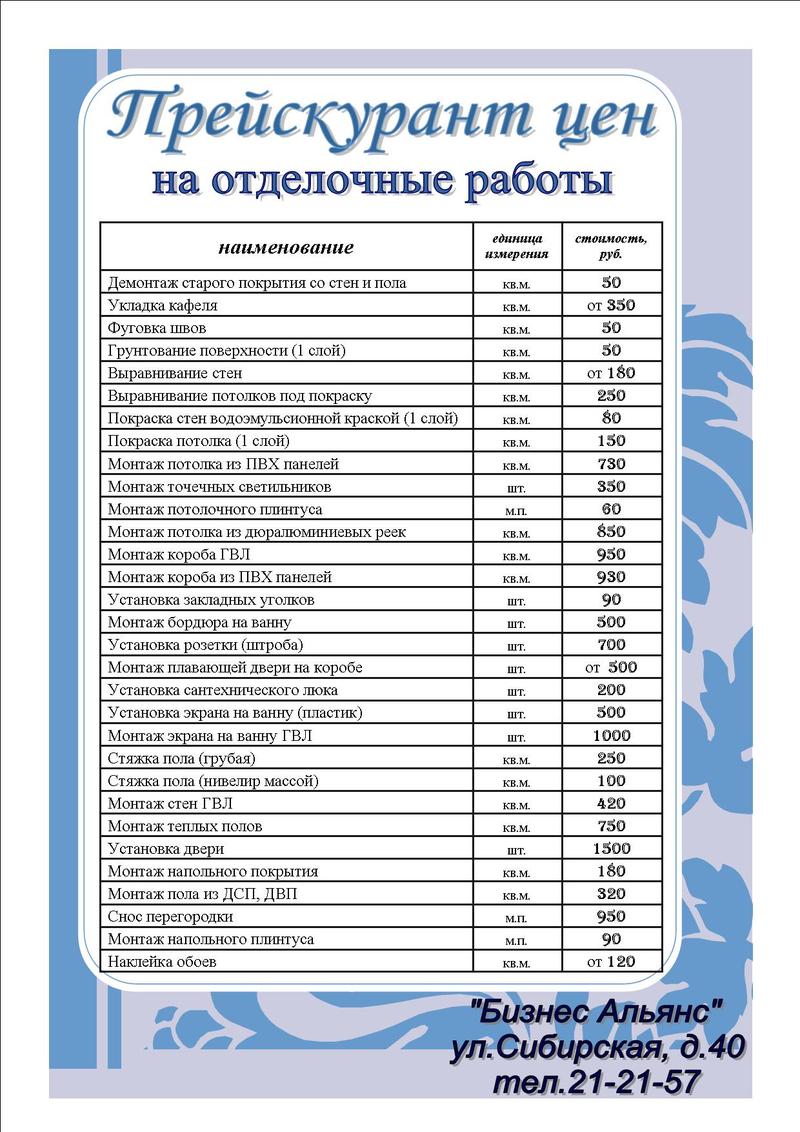 Прейскурант цен
на отделочные работы
наименование единица измерения стоимость, руб.
Демонтаж старого покрытия со стен и пола кв.м. 50
Укладка кафеля кв.м. от 350
Фуговка швов кв.м. 50
Грунтование поверхности (1 слой) кв.м. 50
Выравнивание стен кв.м. от 180
Выравнивание потолков под покраску кв.м. 250
Покраска стен водоэмульсионной краской (1 слой) кв.м. 80
Покраска потолка (1 слой) кв.м. 150
Монтаж потолка из ПВХ панелей кв.м. 730
Монтаж точечных светильников шт. 350
Монтаж потолочного плинтуса м.п. 60
Монтаж потолка из дюралюминиевых реек кв.м. 850
Монтаж короба ГВЛ кв.м. 950
Монтаж короба из ПВХ панелей кв.м. 930
Установка закладных уголков шт. 90
Монтаж бордюра на ванну шт. 500
Установка розетки (штроба) шт. 700
Монтаж плавающей двери на коробе шт. от 500
Установка сантехнического люка шт. 200
Установка экрана на ванну (пластик) шт. 500
Монтаж экрана на ванну ГВЛ шт. 1000
Стяжка пола (грубая) кв.м. 250
Стяжка пола (нивелир массой) кв.м. 100
Монтаж стен ГВЛ кв.м. 420
Монтаж теплых полов кв.м. 750
Установка двери шт. 1500
Монтаж напольного покрытия кв.м. 180
Монтаж пола из ДСП, ДВП кв.м. 320
Снос перегородки м.п. 950
Монтаж напольного плинтуса м.п. 90
Наклейка обоев кв.м. от 120
"Бизнес Альянс"
ул.Сибирская, д.40
тел.21-21-57